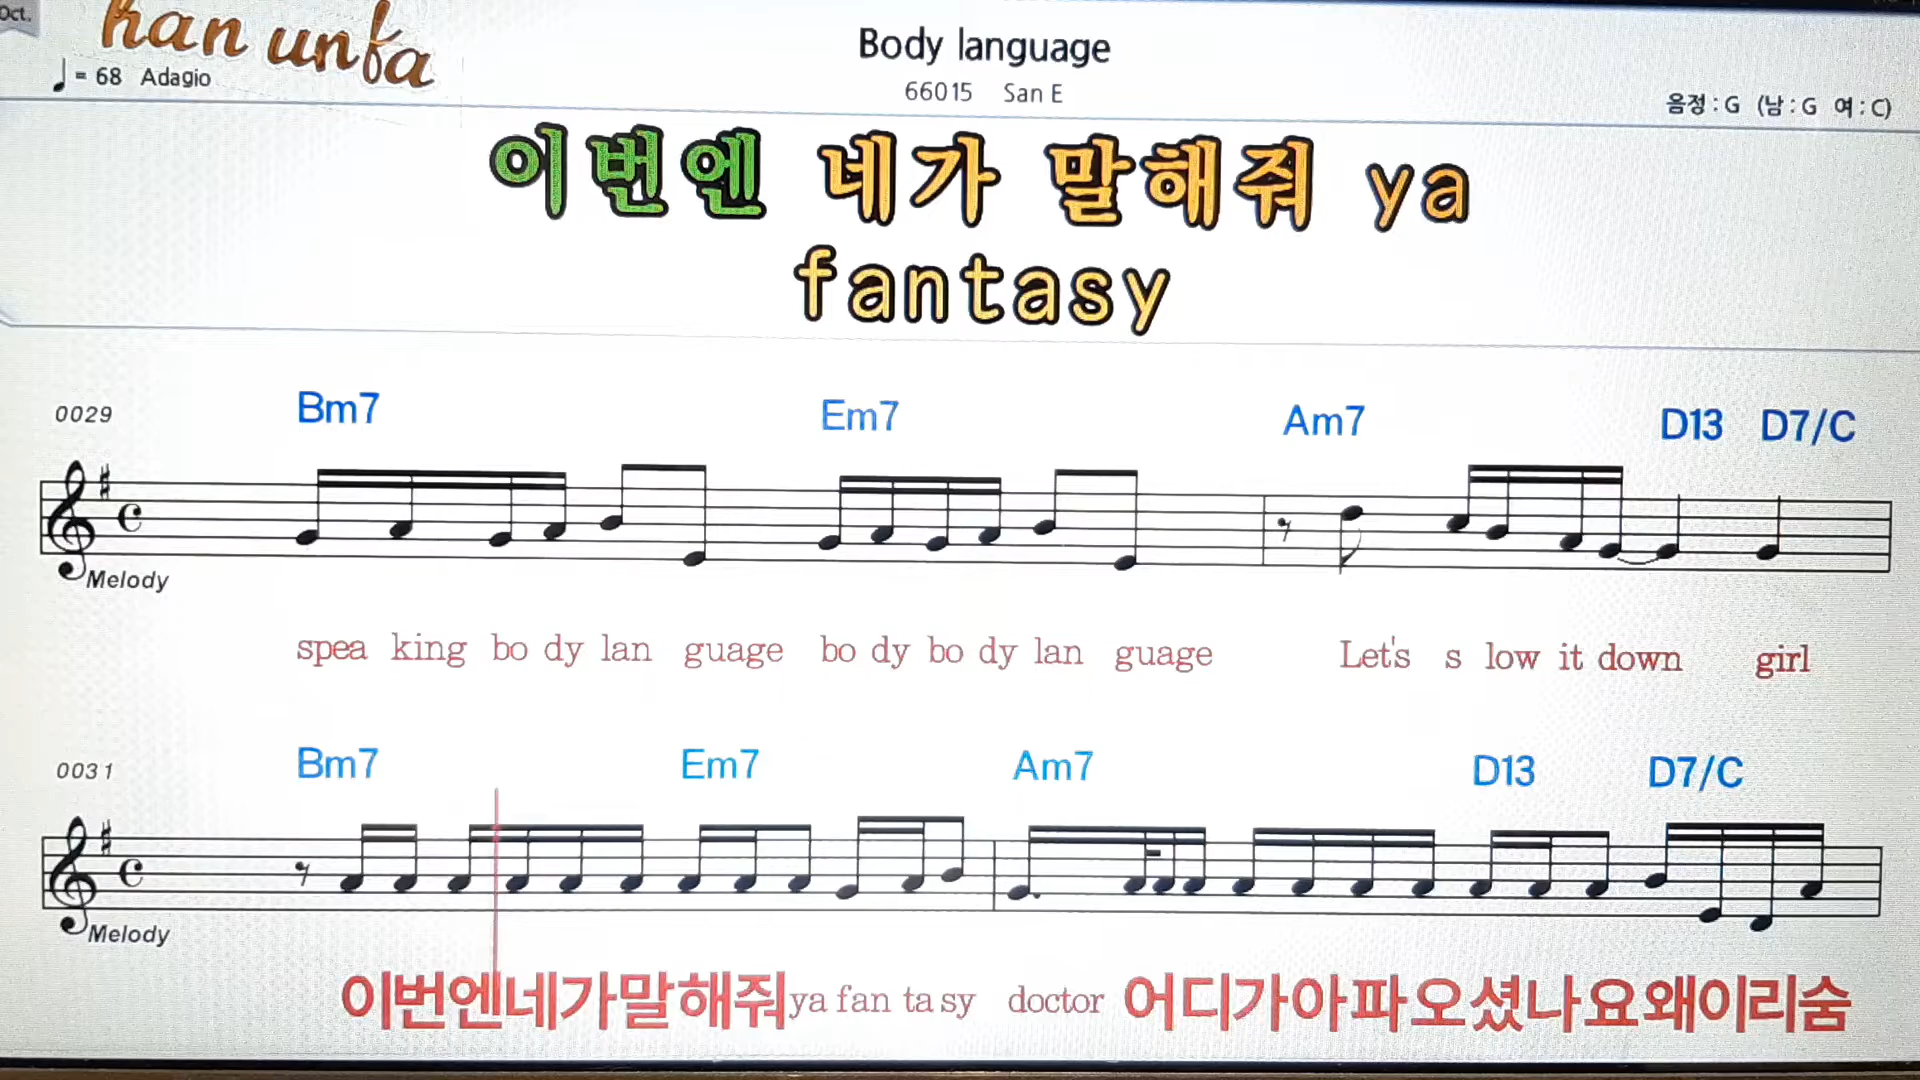 Oct.
han unfa
♩ = 68 Adagio
Body language
66015 San E
음정 : G (남 : G 여 : C)
이번엔 네가 말해줘 ya
fantasy
0029 Bm7 Em7 Am7 D13 D7/C
Melody
spea king bo dy lan guage bo dy bo dy lan guage Let's s low it down girl
0031 Bm7 Em7 Am7 D13 D7/C
Melody
이번엔네가말해줘ya fan ta sy doctor 어디가아파오셨나요왜이리숨